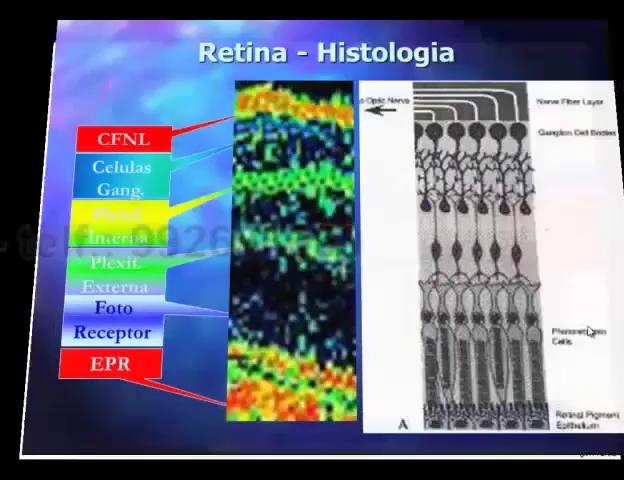 Retina - Histologia
CFNL
Celulas
Gang.
Plexif.
Interna
Plexif.
Externa
Foto
Receptor
EPR
Optic Nerve
Nerve Fiber Layer
Ganglion Cell Bodies
Cells
Retinal Pigment
Epithelium
A